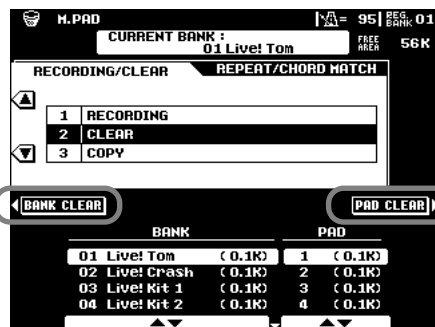 M.PAD = 95 REG. BANK 01
CURRENT BANK :
01 Live! Tom
FREE AREA 56K
RECORDING/CLEAR REPEAT/CHORD MATCH
1 RECORDING
2 CLEAR
3 COPY
BANK CLEAR PAD CLEAR
BANK PAD
01 Live! Tom (0.1K) 1 (0.1K)
02 Live! Crash (0.1K) 2 (0.1K)
03 Live! Kit 1 (0.1K) 3 (0.1K)
04 Live! Kit 2 (0.1K) 4 (0.1K)